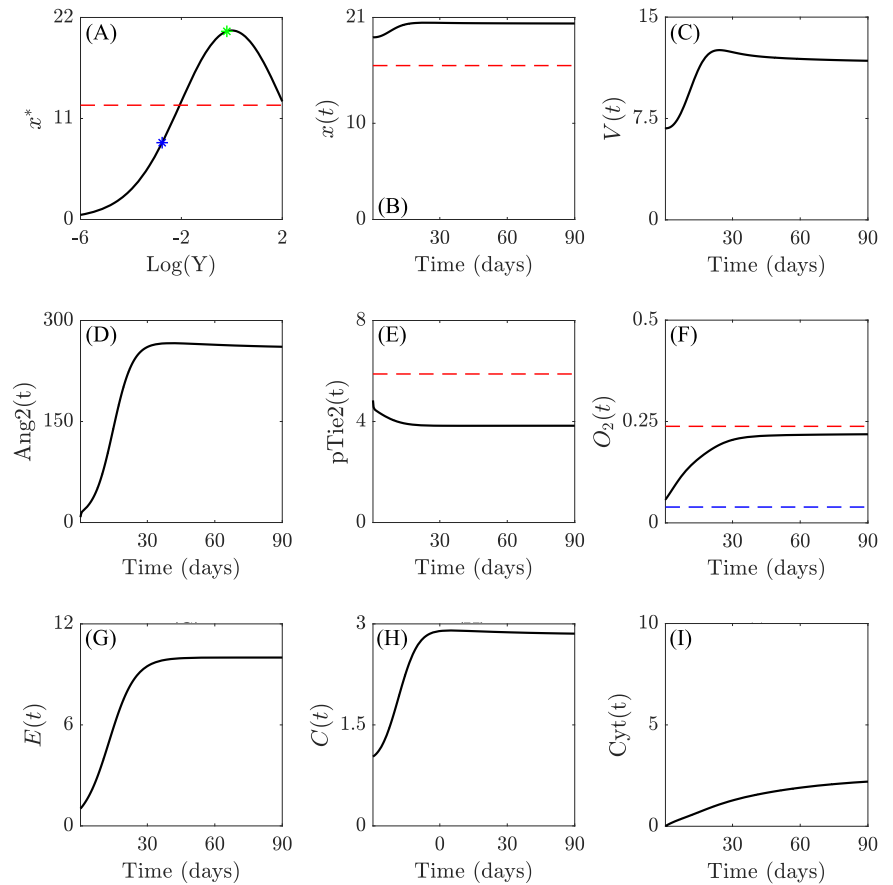 (A)
22
11
0
x*
-6
-2
2
Log(Y)
(B)
21
10
0
x(t)
30
60
90
Time (days)
(C)
15
7.5
0
V(t)
30
60
90
Time (days)
(D)
300
150
0
Ang2(t)
30
60
90
Time (days)
(E)
8
4
0
pTie2(t)
30
60
90
Time (days)
(F)
0.5
0.25
0
O₂(t)
30
60
90
Time (days)
(G)
12
6
0
E(t)
30
60
90
Time (days)
(H)
3
1.5
0
C(t)
0
30
60
90
Time (days)
(I)
10
5
0
Cyt(t)
30
60
90
Time (days)